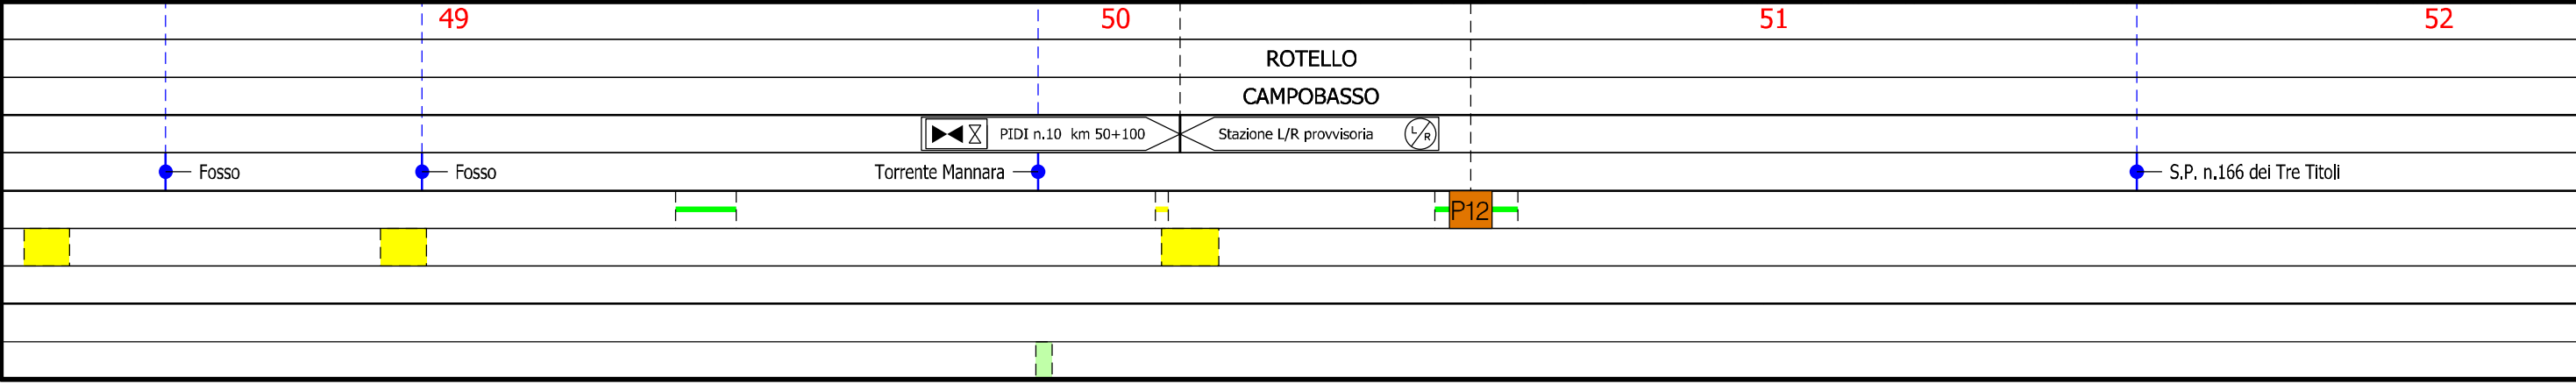 49 50 51 52
ROTELLO
CAMPOBASSO
PIDI n.10 km 50+100 Stazione L/R provvisoria L/R
Fosso Fosso Torrente Mannara S.P. n.166 dei Tre Titoli
P12